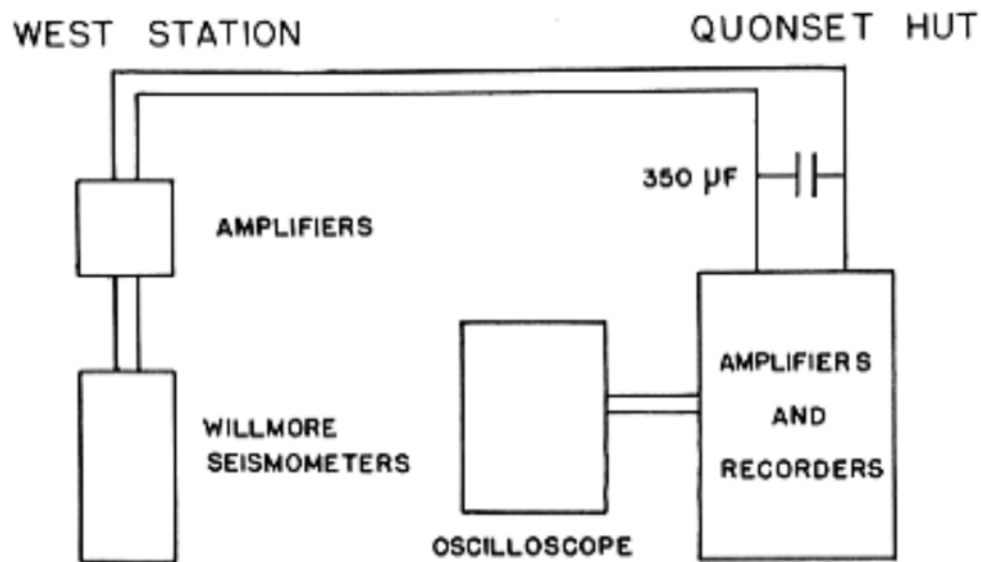 WEST STATION
QUONSET HUT
350 µF
AMPLIFIERS
WILLMORE
SEISMOMETERS
AMPLIFIERS
AND
RECORDERS
OSCILLOSCOPE